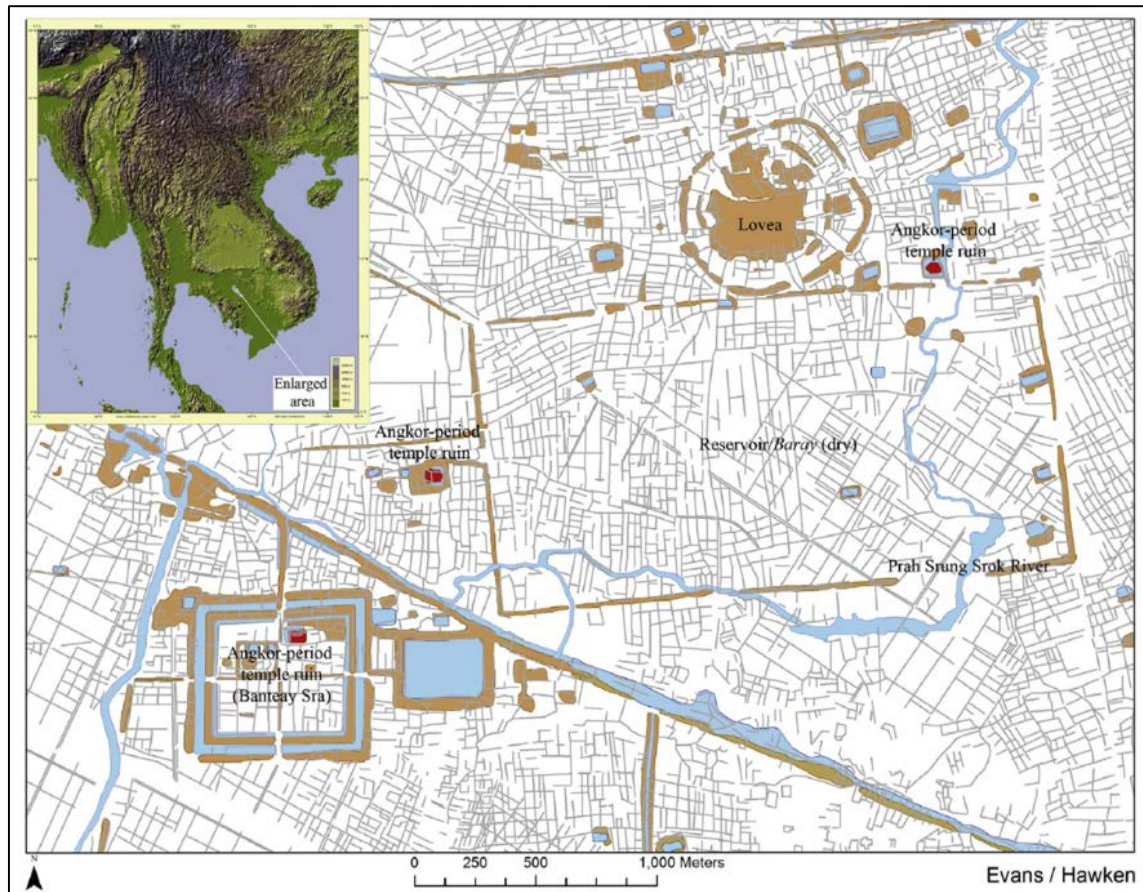 Enlarged
area
Lovea
Angkor-period
temple ruin
Angkor-period
temple ruin
Reservoir/Baray (dry)
Prah Srung Srok River
Angkor-period
temple ruin
(Banteay Sra)
N
0 250 500 1,000 Meters
Evans / Hawken